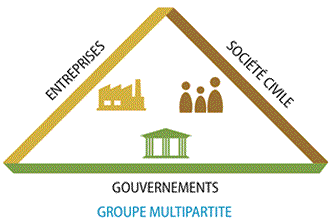 ENTREPRISES
SOCIÉTÉ CIVILE
GOUVERNEMENTS
GROUPE MULTIPARTITE